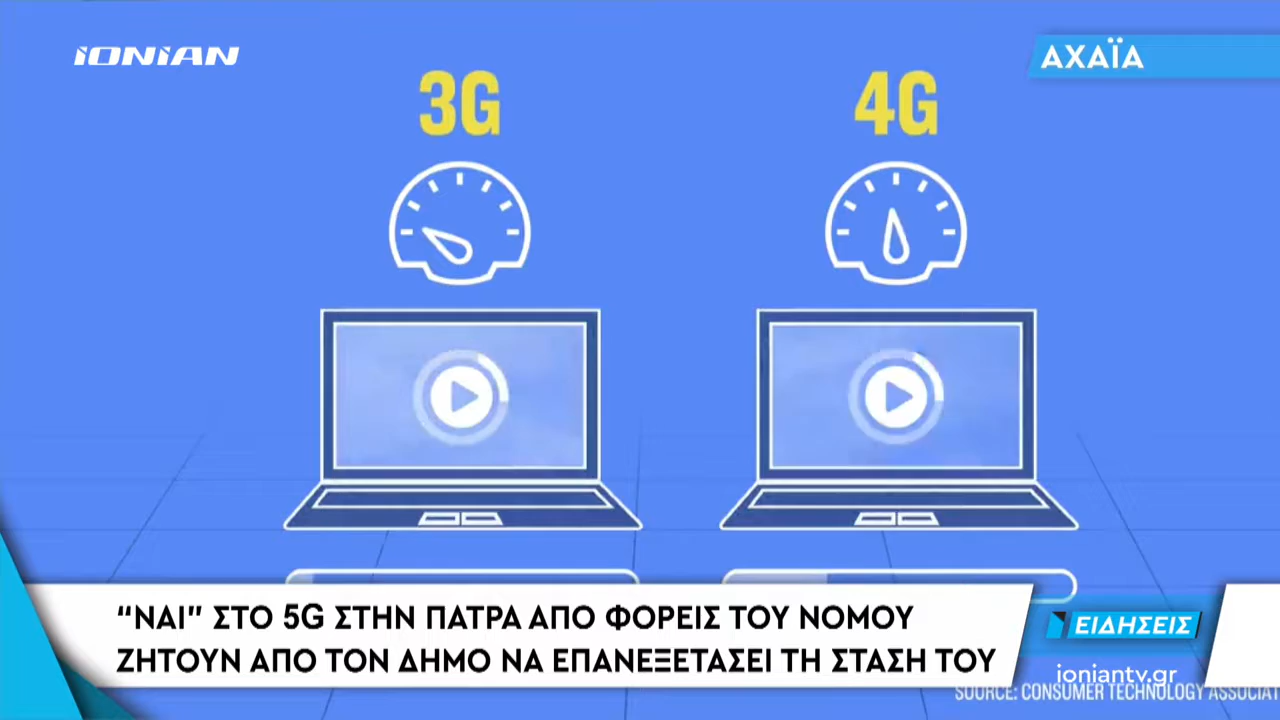 iONiAN
ΑΧΑΪΑ
3G
4G
“ΝΑΙ” ΣΤΟ 5G ΣΤΗΝ ΠΑΤΡΑ ΑΠΟ ΦΟΡΕΙΣ ΤΟΥ ΝΟΜΟΥ
ΖΗΤΟΥΝ ΑΠΟ ΤΟΝ ΔΗΜΟ ΝΑ ΕΠΑΝΕΞΕΤΑΣΕΙ ΤΗ ΣΤΑΣΗ ΤΟΥ
ΕΙΔΗΣΕΙΣ
ioniantv.gr
SOURCE: CONSUMER TECHNOLOGY ASSOCIAT